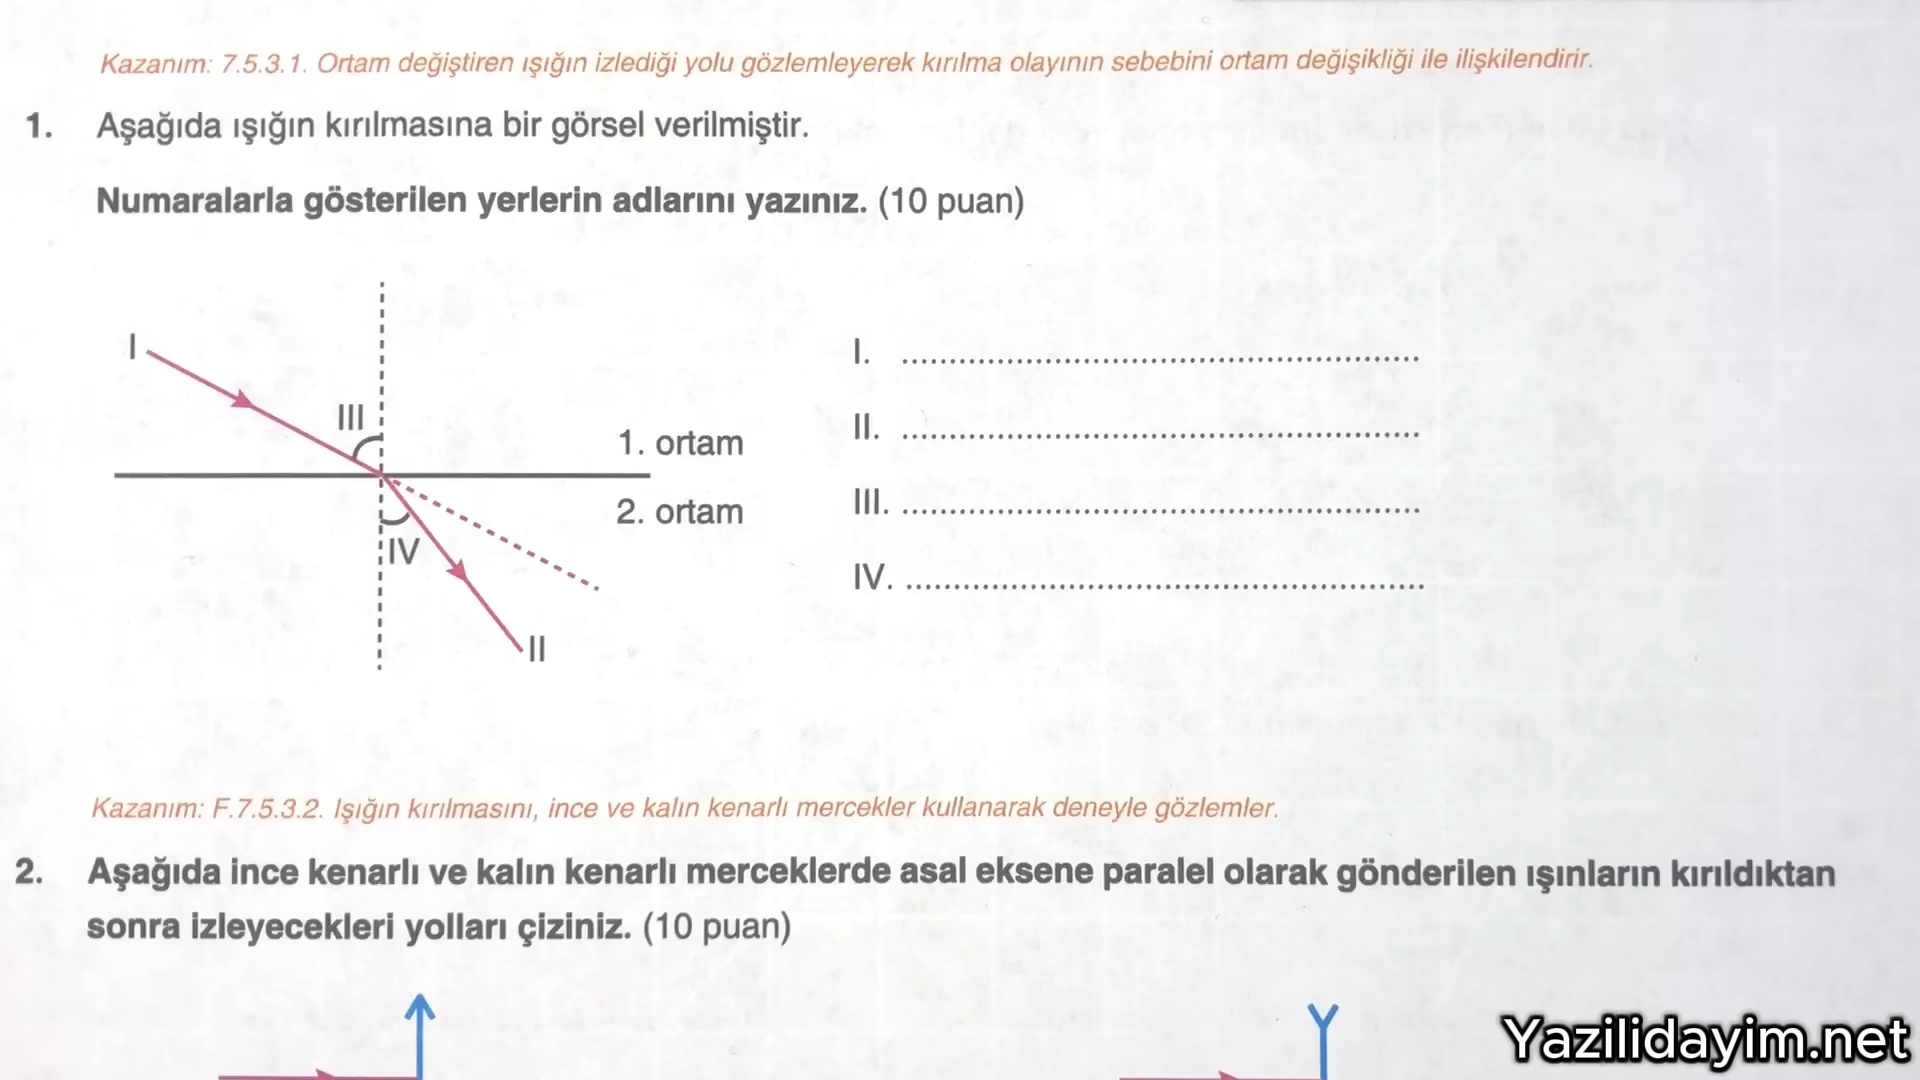 Kazanım: 7.5.3.1. Ortam değiştiren ışığın izlediği yolu gözlemleyerek kırılma olayının sebebini ortam değişikliği ile ilişkilendirir.
1. Aşağıda ışığın kırılmasına bir görsel verilmiştir.
Numaralarla gösterilen yerlerin adlarını yazınız. (10 puan)
I
III
1. ortam
2. ortam
IV
II
I. ........................................................
II. ........................................................
III. ........................................................
IV. ........................................................
Kazanım: F.7.5.3.2. Işığın kırılmasını, ince ve kalın kenarlı mercekler kullanarak deneyle gözlemler.
2. Aşağıda ince kenarlı ve kalın kenarlı merceklerde asal eksene paralel olarak gönderilen ışınların kırıldıktan
sonra izleyecekleri yolları çiziniz. (10 puan)
Yazilidayim.net